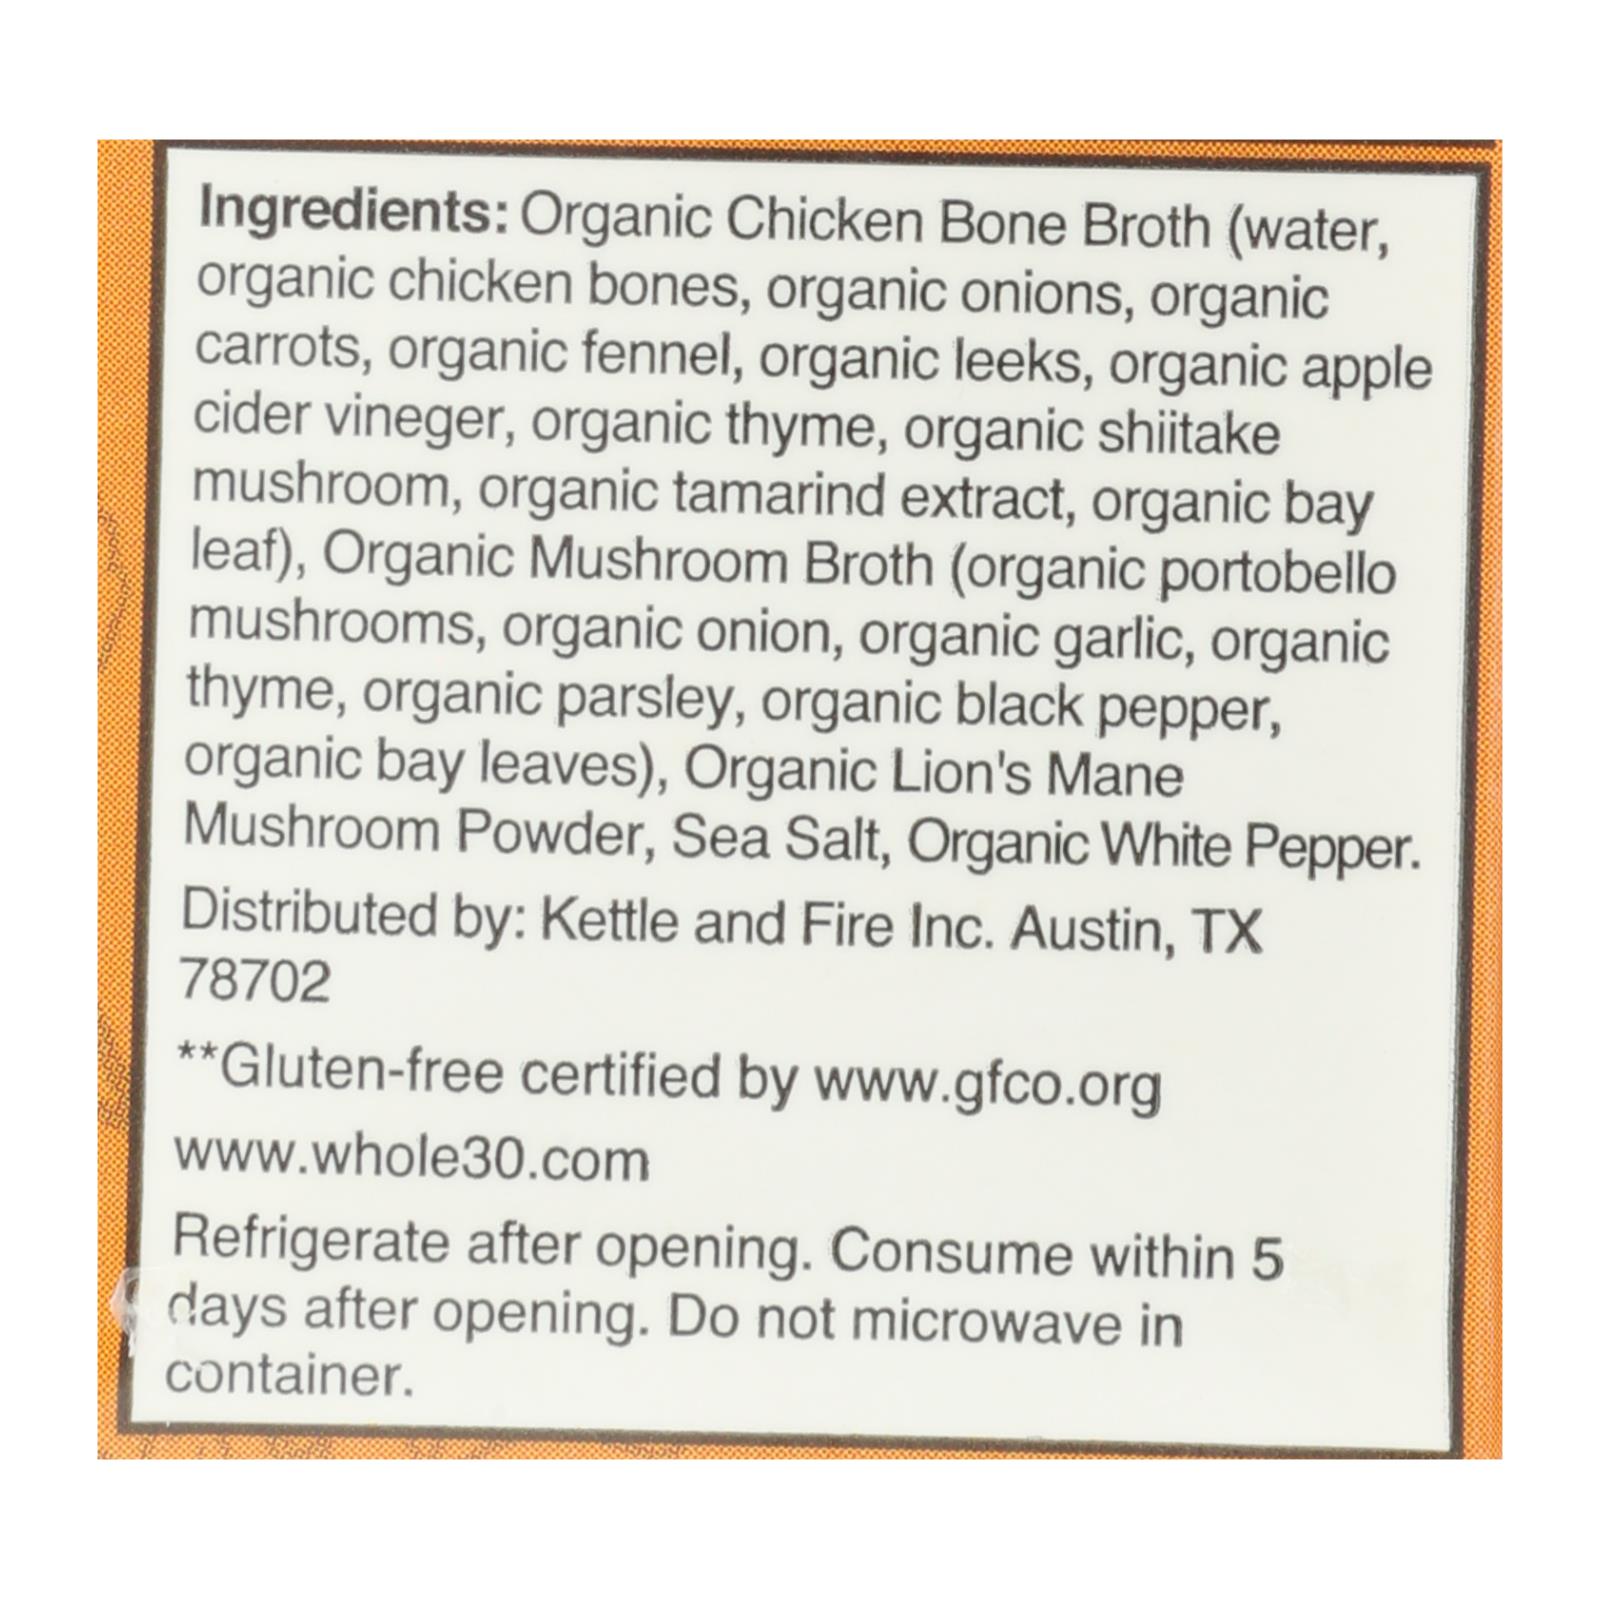 Ingredients: Organic Chicken Bone Broth (water,
organic chicken bones, organic onions, organic
carrots, organic fennel, organic leeks, organic apple
cider vineger, organic thyme, organic shiitake
mushroom, organic tamarind extract, organic bay
leaf), Organic Mushroom Broth (organic portobello
mushrooms, organic onion, organic garlic, organic
thyme, organic parsley, organic black pepper,
organic bay leaves), Organic Lion's Mane
Mushroom Powder, Sea Salt, Organic White Pepper.
Distributed by: Kettle and Fire Inc. Austin, TX
78702
**Gluten-free certified by www.gfco.org
www.whole30.com
Refrigerate after opening. Consume within 5
days after opening. Do not microwave in
container.